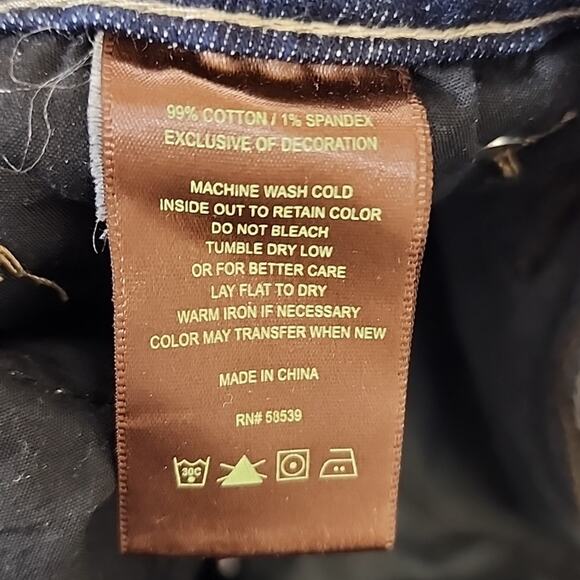 99% COTTON / 1% SPANDEX
EXCLUSIVE OF DECORATION
MACHINE WASH COLD
INSIDE OUT TO RETAIN COLOR
DO NOT BLEACH
TUMBLE DRY LOW
OR FOR BETTER CARE
LAY FLAT TO DRY
WARM IRON IF NECESSARY
COLOR MAY TRANSFER WHEN NEW
MADE IN CHINA
RN# 58539
30C